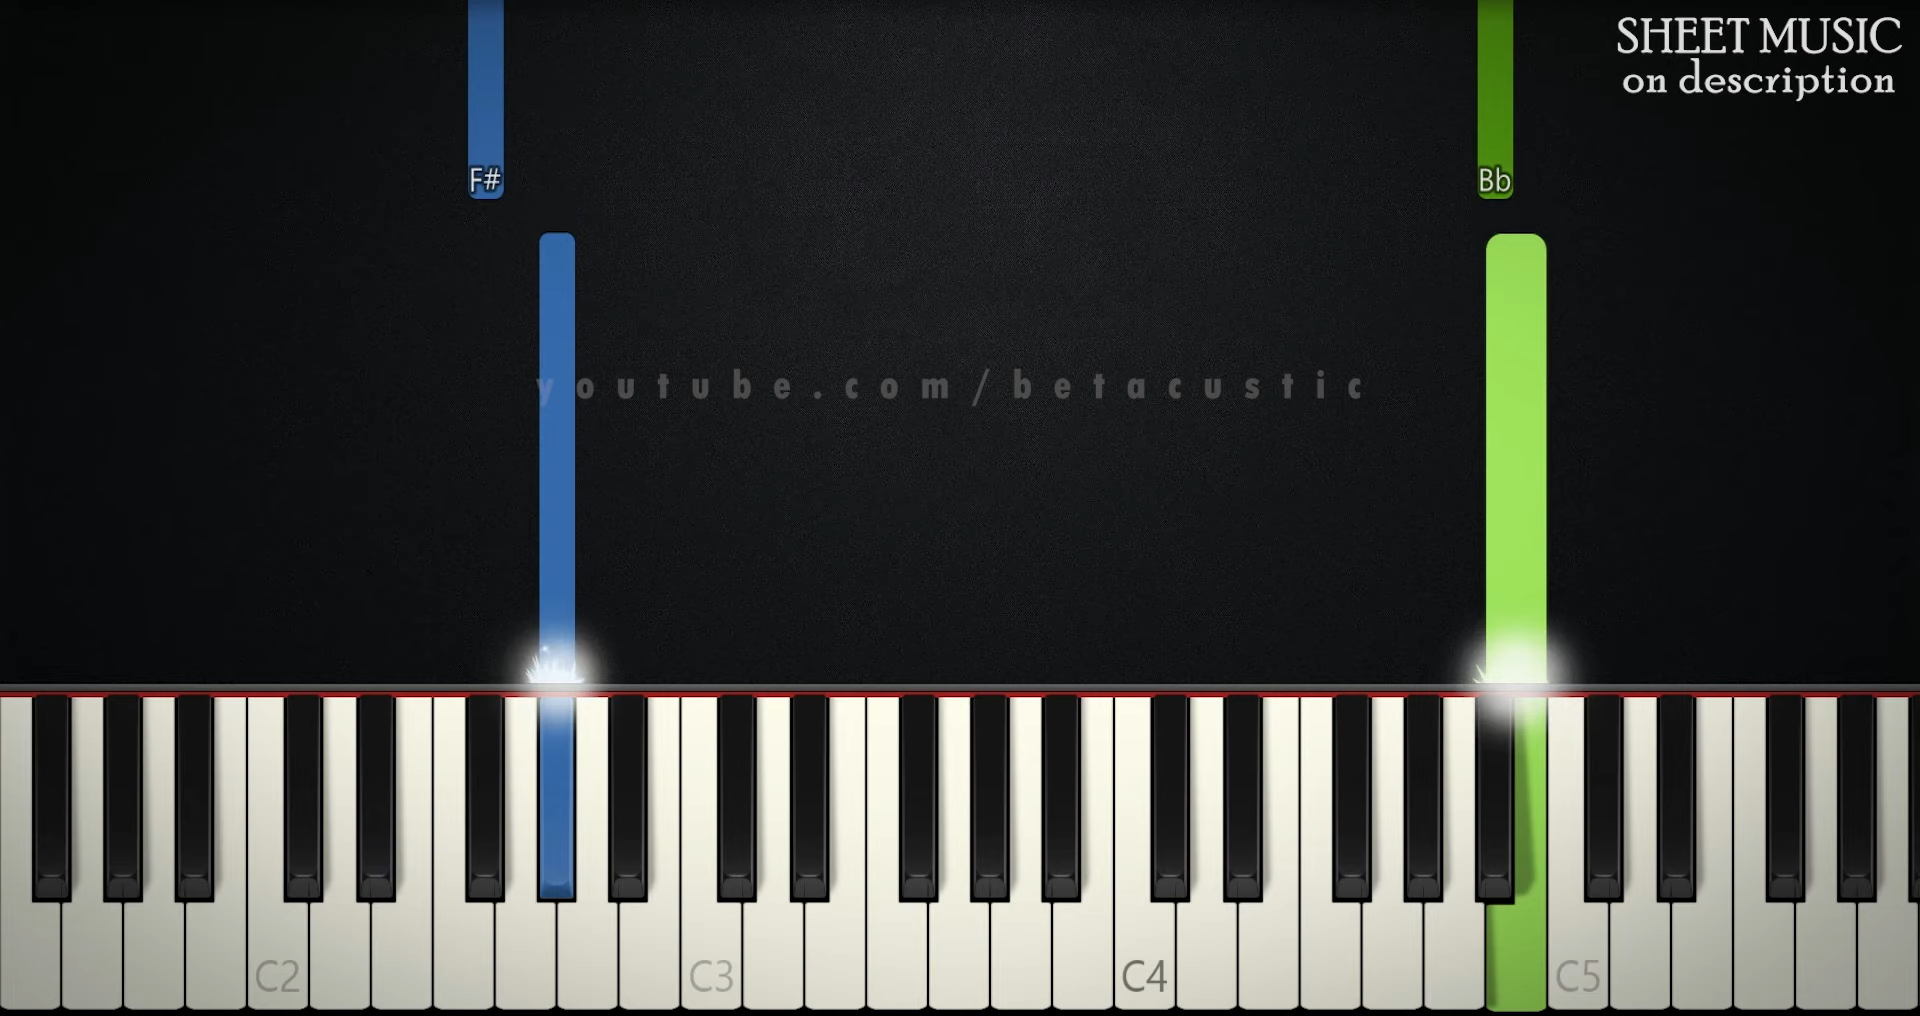 SHEET MUSIC
on description
F#
Bb
youtube.com/betacustic
C2
C3
C4
C5